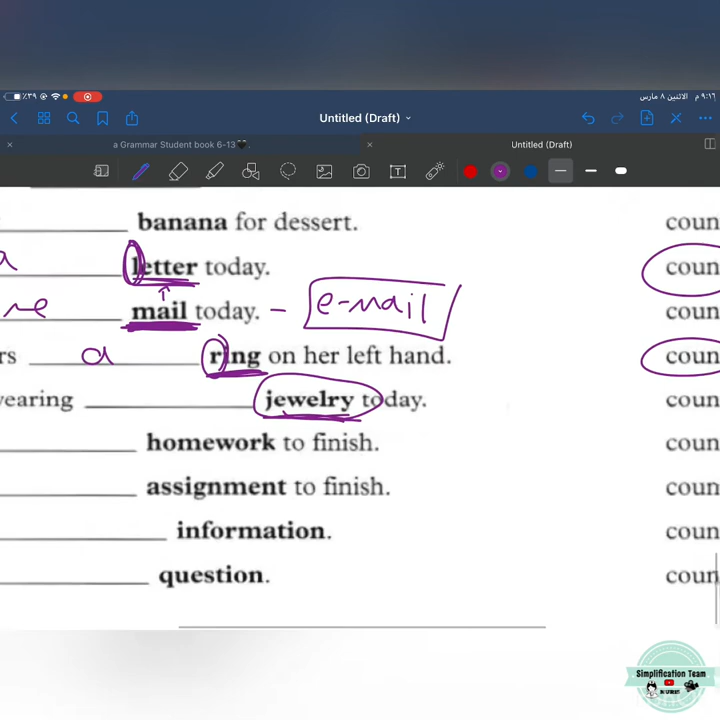 ٣٩٪
٩:١٦ م الاثنين ٨ مارس
Untitled (Draft)
a Grammar Student book 6-13
Untitled (Draft)
T
banana for dessert. coun
a letter today. coun
mail today. - e-mail coun
rs a ring on her left hand. coun
wearing jewelry today. coun
homework to finish. coun
assignment to finish. coun
information. coun
question. coun
Simplification Team